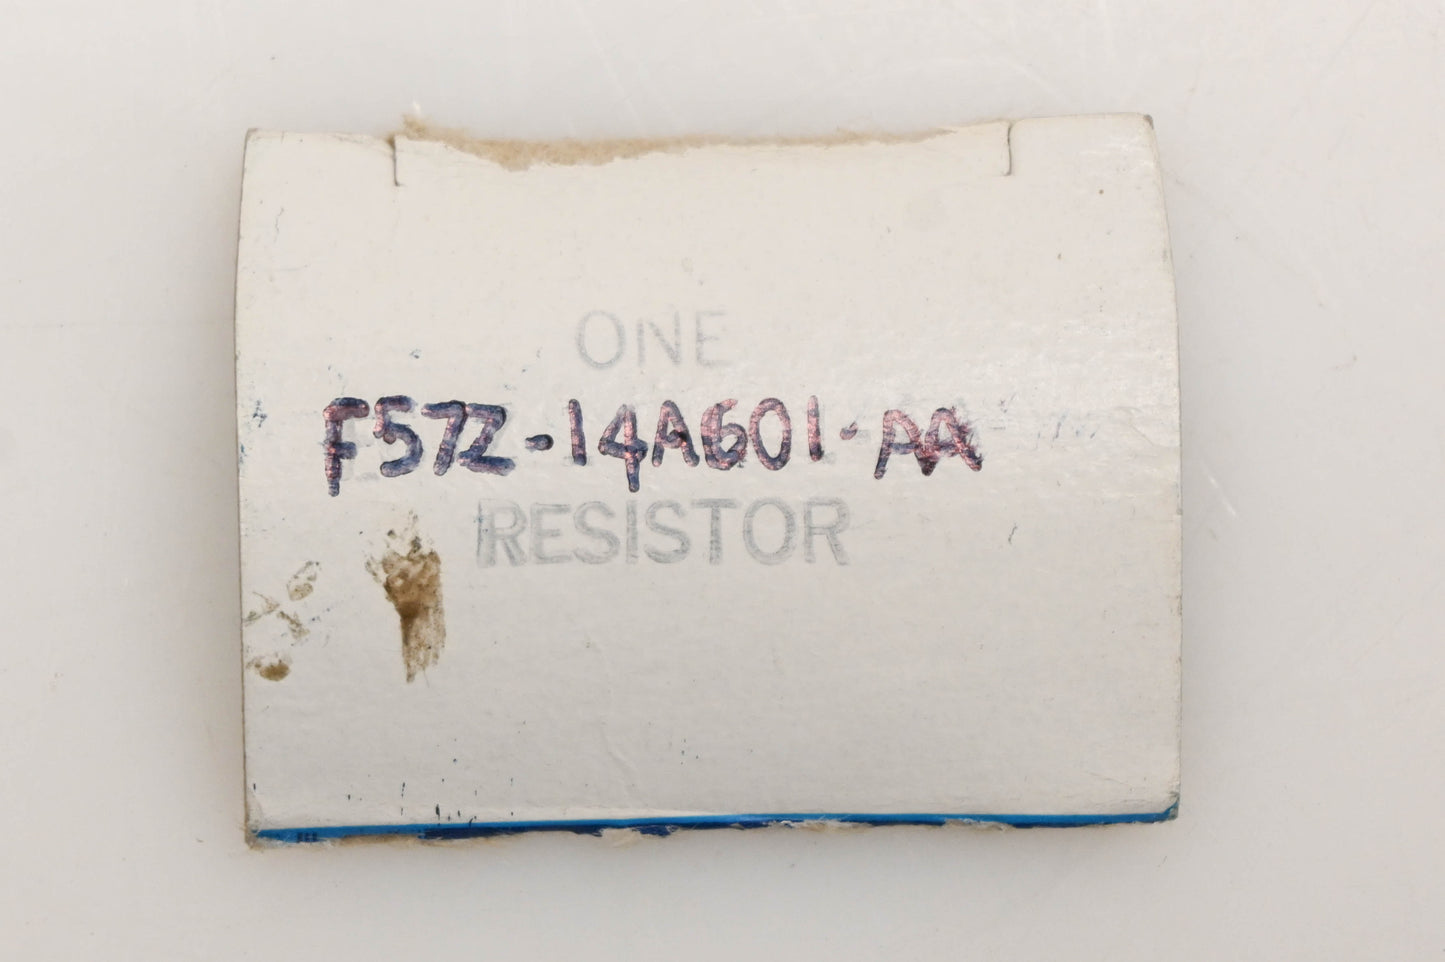 ONE
F57Z-14A601-AA
RESISTOR